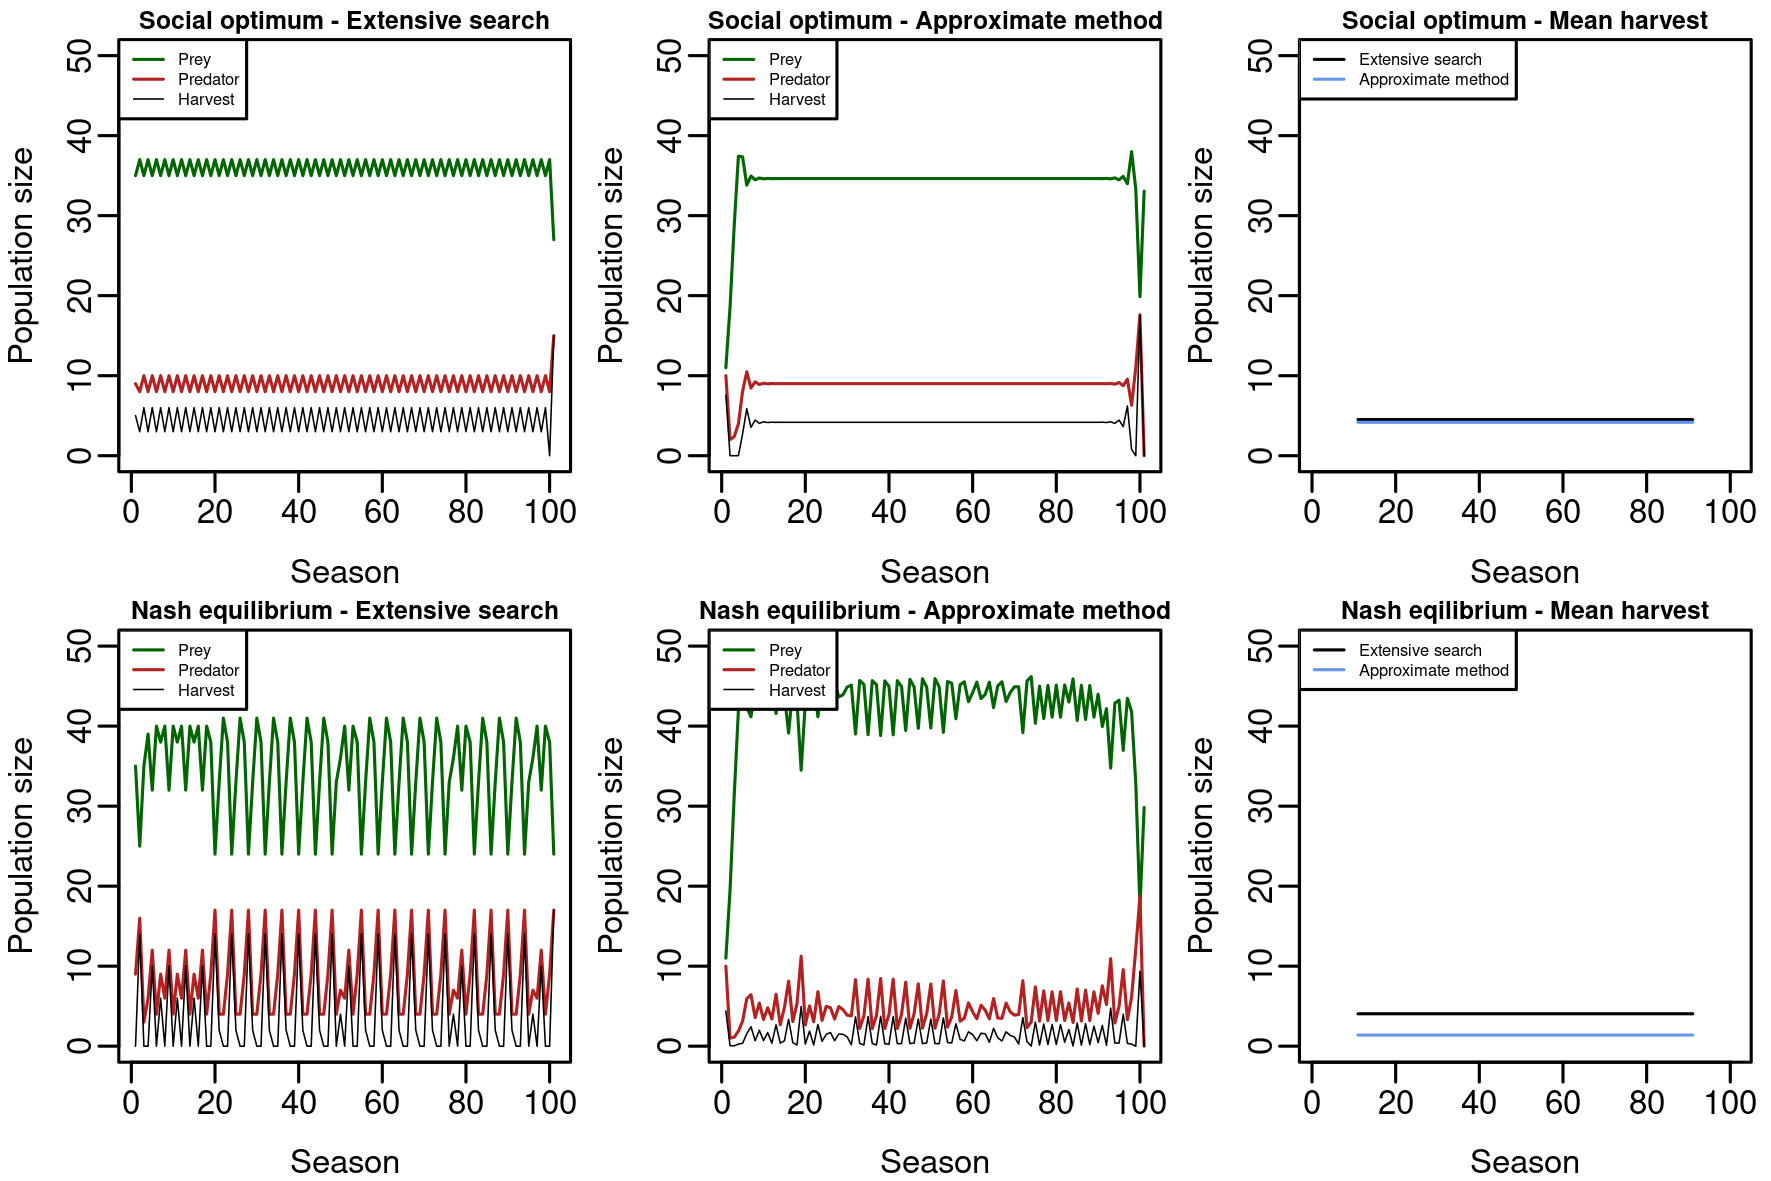 Social optimum - Extensive search
Population size
50
40
30
20
10
0
Prey
Predator
Harvest
0 20 40 60 80 100
Season
Social optimum - Approximate method
Population size
50
40
30
20
10
0
Prey
Predator
Harvest
0 20 40 60 80 100
Season
Social optimum - Mean harvest
Population size
50
40
30
20
10
0
Extensive search
Approximate method
0 20 40 60 80 100
Season
Nash equilibrium - Extensive search
Population size
50
40
30
20
10
0
Prey
Predator
Harvest
0 20 40 60 80 100
Season
Nash equilibrium - Approximate method
Population size
50
40
30
20
10
0
Prey
Predator
Harvest
0 20 40 60 80 100
Season
Nash eqilibrium - Mean harvest
Population size
50
40
30
20
10
0
Extensive search
Approximate method
0 20 40 60 80 100
Season